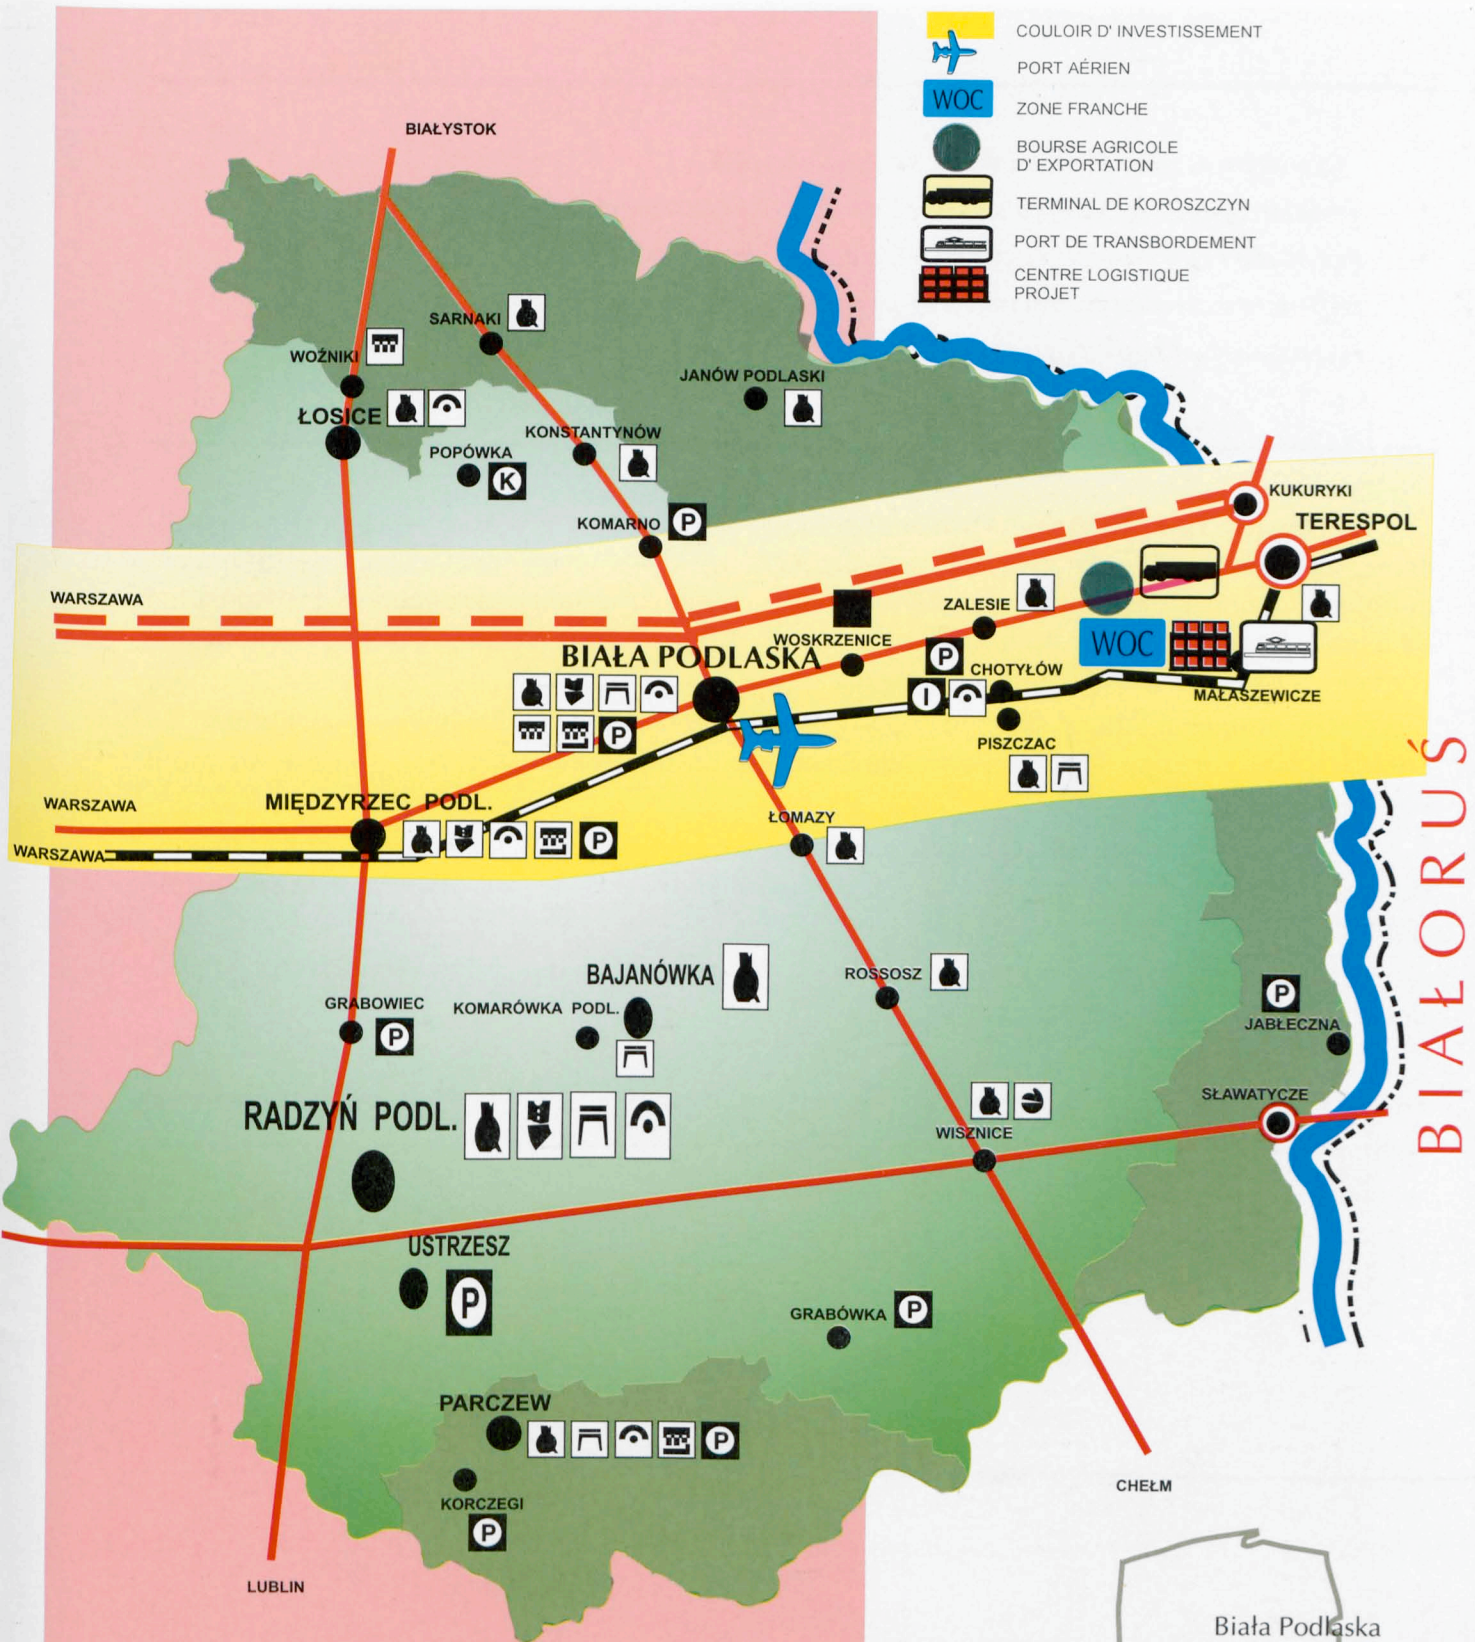 COULOIR D' INVESTISSEMENT
PORT AÉRIEN
WOC
ZONE FRANCHE
BOURSE AGRICOLE
D' EXPORTATION
TERMINAL DE KOROSZCZYN
PORT DE TRANSBORDEMENT
CENTRE LOGISTIQUE
PROJET
BIAŁYSTOK
SARNAKI
WOŹNIKI
JANÓW PODLASKI
ŁOSICE
KONSTANTYNÓW
POPÓWKA
K
KOMARNO
P
KUKURYKI
TERESPOL
WARSZAWA
ZALESIE
WOSKRZENICE
WOC
BIAŁA PODLASKA
P
CHOTYŁÓW
I
MAŁASZEWICZE
P
PISZCZAC
WARSZAWA
MIĘDZYRZEC PODL.
ŁOMAZY
P
WARSZAWA
BIAŁORUŚ
BAJANÓWKA
ROSSOSZ
GRABOWIEC
P
KOMARÓWKA PODL.
P
JABŁECZNA
RADZYŃ PODL.
SŁAWATYCZE
WISZNICE
USTRZESZ
P
GRABÓWKA
P
PARCZEW
P
KORCZEGI
P
CHEŁM
LUBLIN
Biała Podlaska